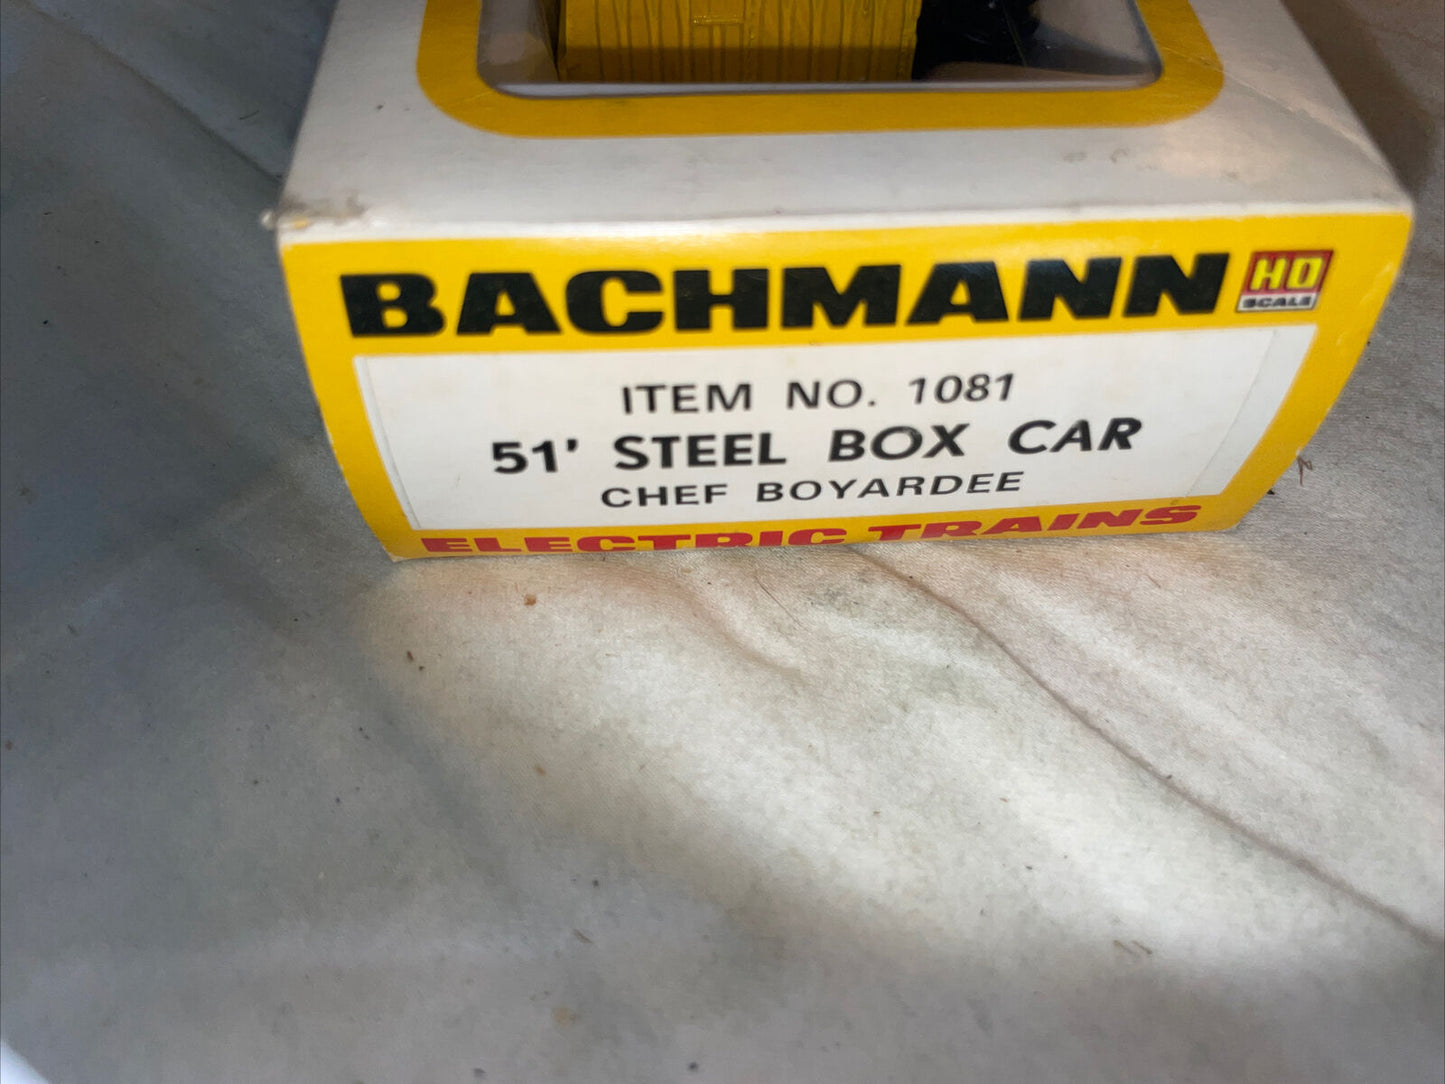 BACHMANN HO SCALE
ITEM NO. 1081
51' STEEL BOX CAR
CHEF BOYARDEE
ELECTRIC TRAINS